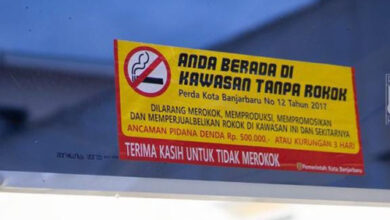 ANDA BERADA DI
KAWASAN TANPA ROKOK
Perda Kota Banjarbaru No 12 Tahun 2017
DILARANG MEROKOK, MEMPRODUKSI, MEMPROMOSIKAN
DAN MEMPERJUALBELIKAN ROKOK DI KAWASAN INI DAN SEKITARNYA
ANCAMAN PIDANA DENDA Rp. 500.000,- ATAU KURUNGAN 3 HARI
TERIMA KASIH UNTUK TIDAK MEROKOK
Pemerintah Kota Banjarbaru